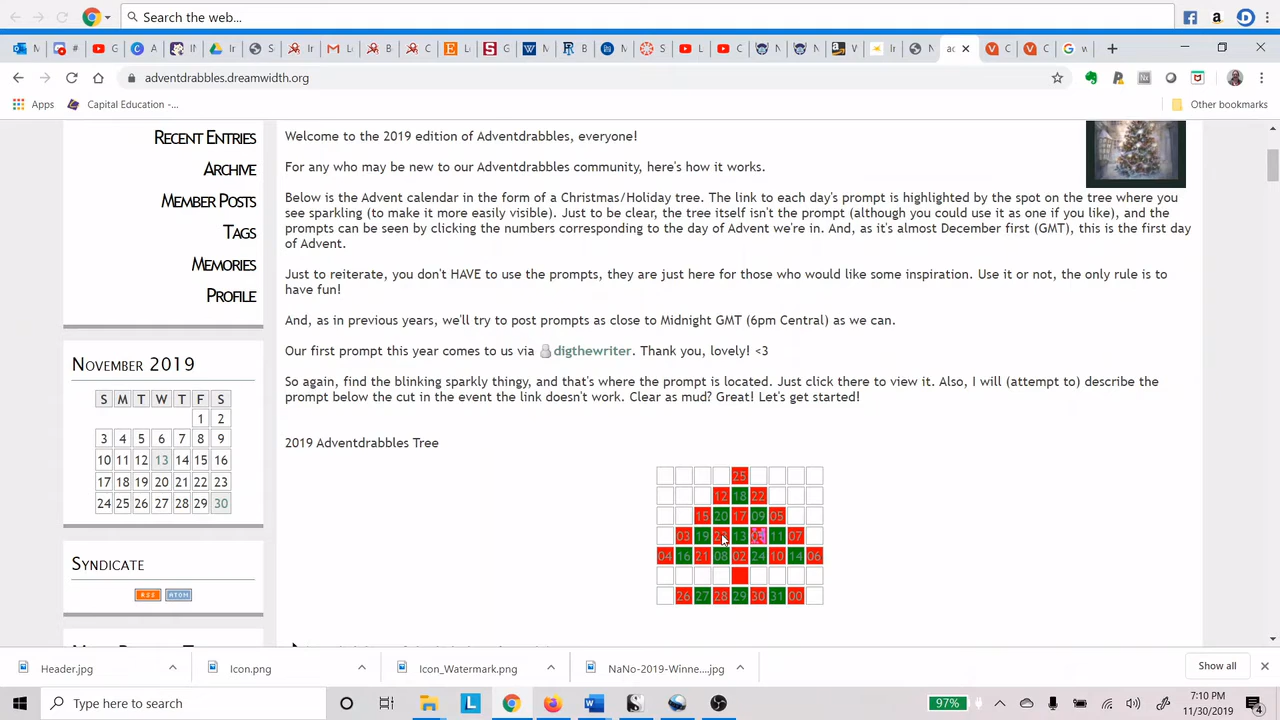 Search the web...
M
#
G
C
A
Ir
Ir
S
Ir
L
B
C
E
L
S
G
W
M
B
M
S
L
C
N
N
W
Ir
N
ac
C
C
w
adventdrabbles.dreamwidth.org
Apps
Capital Education -...
Other bookmarks
RECENT ENTRIES
ARCHIVE
MEMBER POSTS
TAGS
MEMORIES
PROFILE
Welcome to the 2019 edition of Adventdrabbles, everyone!
For any who may be new to our Adventdrabbles community, here's how it works.
Below is the Advent calendar in the form of a Christmas/Holiday tree. The link to each day's prompt is highlighted by the spot on the tree where you
see sparkling (to make it more easily visible). Just to be clear, the tree itself isn't the prompt (although you could use it as one if you like), and the
prompts can be seen by clicking the numbers corresponding to the day of Advent we're in. And, as it's almost December first (GMT), this is the first day
of Advent.
Just to reiterate, you don't HAVE to use the prompts, they are just here for those who would like some inspiration. Use it or not, the only rule is to
have fun!
And, as in previous years, we'll try to post prompts as close to Midnight GMT (6pm Central) as we can.
Our first prompt this year comes to us via digthewriter. Thank you, lovely! <3
So again, find the blinking sparkly thingy, and that's where the prompt is located. Just click there to view it. Also, I will (attempt to) describe the
prompt below the cut in the event the link doesn't work. Clear as mud? Great! Let's get started!
2019 Adventdrabbles Tree
25
12 18 22
15 20 17 09 05
03 19 13 11 07
04 16 21 08 02 24 10 14 06
26 27 28 29 30 31 00
NOVEMBER 2019
S M T W T F S
1 2
3 4 5 6 7 8 9
10 11 12 13 14 15 16
17 18 19 20 21 22 23
24 25 26 27 28 29 30
SYNDICATE
RSS ATOM
Header.jpg
Icon.png
Icon_Watermark.png
NaNo-2019-Winne....jpg
Show all
Type here to search
97%
7:10 PM
11/30/2019
4